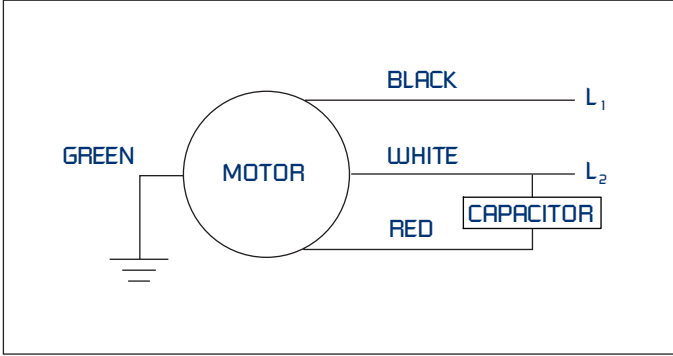 BLACK
L₁
GREEN
MOTOR
WHITE
L₂
CAPACITOR
RED